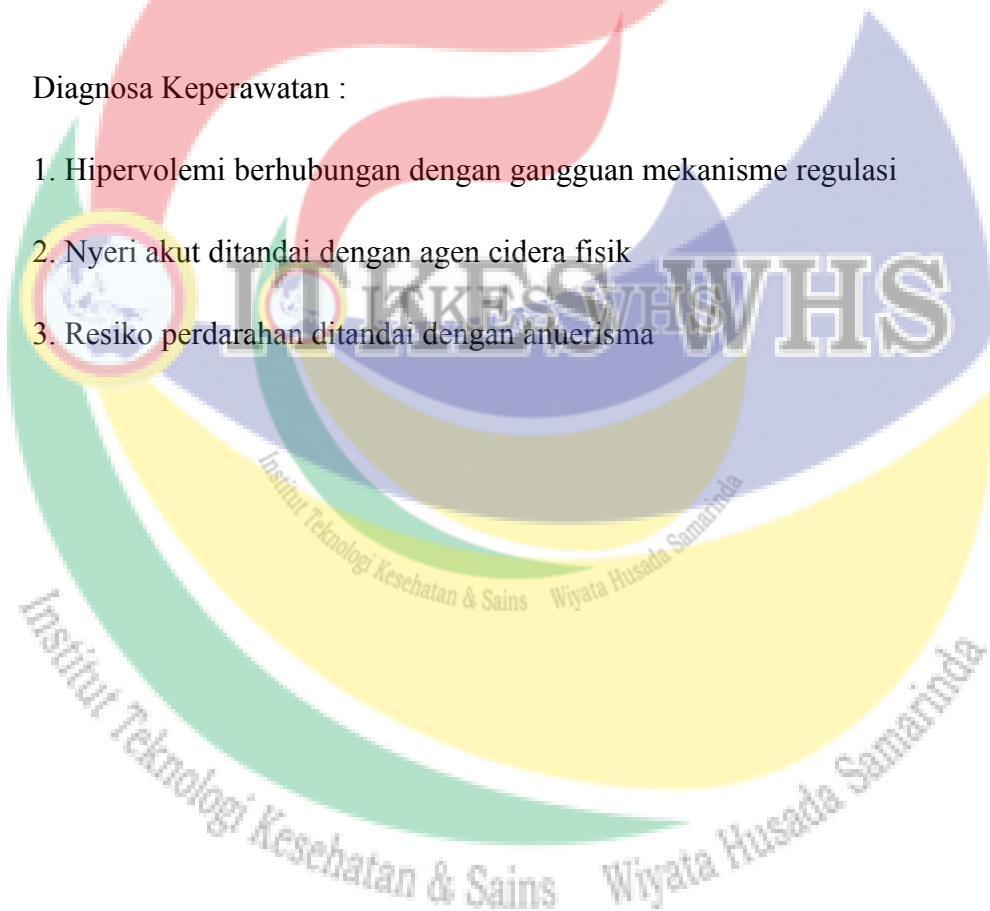 Diagnosa Keperawatan :
1. Hipervolemi berhubungan dengan gangguan mekanisme regulasi
2. Nyeri akut ditandai dengan agen cidera fisik
3. Resiko perdarahan ditandai dengan anuerisma
ITKES WHS
ITKES WHS
Institut Teknologi Kesehatan & Sains Wiyata Husada Samarinda
Institut Teknologi Kesehatan & Sains Wiyata Husada Samarinda